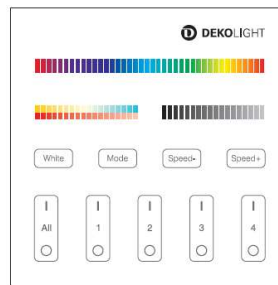 DEKOLIGHT
White Mode Speed- Speed+
I I I I I
All 1 2 3 4
O O O O O